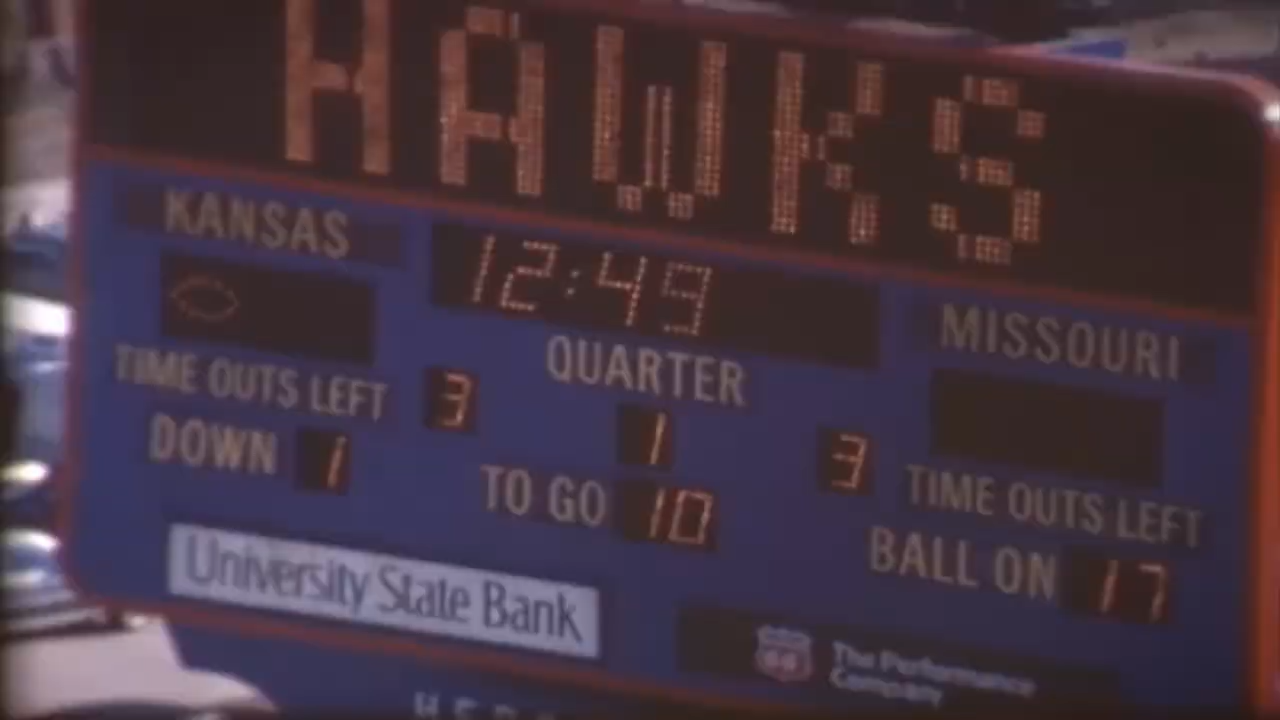 HAWKS
KANSAS
12:49
MISSOURI
QUARTER
TIME OUTS LEFT 3
1
3 TIME OUTS LEFT
DOWN 1
TO GO 10
BALL ON 17
University State Bank
66
The Performance
Company